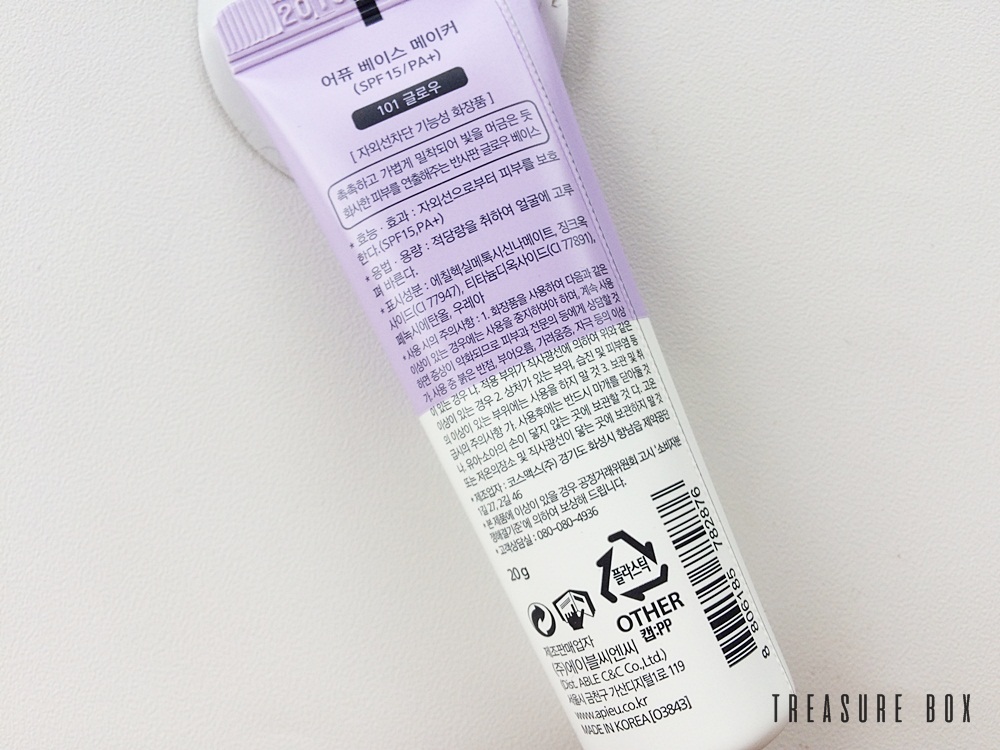 어퓨 베이스 메이커
(SPF15/PA+)
101 글로우
[ 자외선차단 기능성 화장품 ]
촉촉하고 가볍게 밀착되어 빛을 머금은 듯
화사한 피부를 연출해주는 반사판 글로우 베이스
* 효능 · 효과 : 자외선으로부터 피부를 보호
한다.(SPF15,PA+)
* 용법 · 용량 : 적당량을 취하여 얼굴에 고루
펴 바른다.
* 표시성분 : 에칠헥실메톡시신나메이트, 징크옥
사이드(CI 77947), 티타늄디옥사이드(CI 77891),
페녹시에탄올, 우레아
* 사용 시의 주의사항 : 1. 화장품을 사용하여 다음과 같은
이상이 있는 경우에는 사용을 중지하여야 하며, 계속 사용
하면 증상이 악화되므로 피부과 전문의 등에게 상담할 것
가. 사용 중 붉은 반점, 부어오름, 가려움증, 자극 등의 이상
이 있는 경우 나. 적용 부위가 직사광선에 의하여 위와 같은
이상이 있는 경우 2. 상처가 있는 부위, 습진 및 피부염 등
의 이상이 있는 부위에는 사용을 하지 말 것 3. 보관 및 취
급시의 주의사항 가. 사용후에는 반드시 마개를 닫아둘것
나. 유아·소아의 손이 닿지 않는 곳에 보관할 것 다. 고온
또는 저온의장소 및 직사광선이 닿는 곳에 보관하지 말것
* 제조업자 : 코스맥스(주) 경기도 화성시 향남읍 제약공단
1길 27, 2길 46
* 본 제품에 이상이 있을 경우 공정거래위원회 고시 '소비자분
쟁해결기준'에 의하여 보상해 드립니다.
* 고객상담실 : 080-080-4936
20 g
플라스틱
OTHER
캡:PP
제조판매업자
(주)에이블씨엔씨
(Dist. ABLE C&C Co.,Ltd.)
서울시 금천구 가산디지털1로 119
www.apieu.co.kr
MADE IN KOREA [O3843]
8 806185 782876
TREASURE BOX